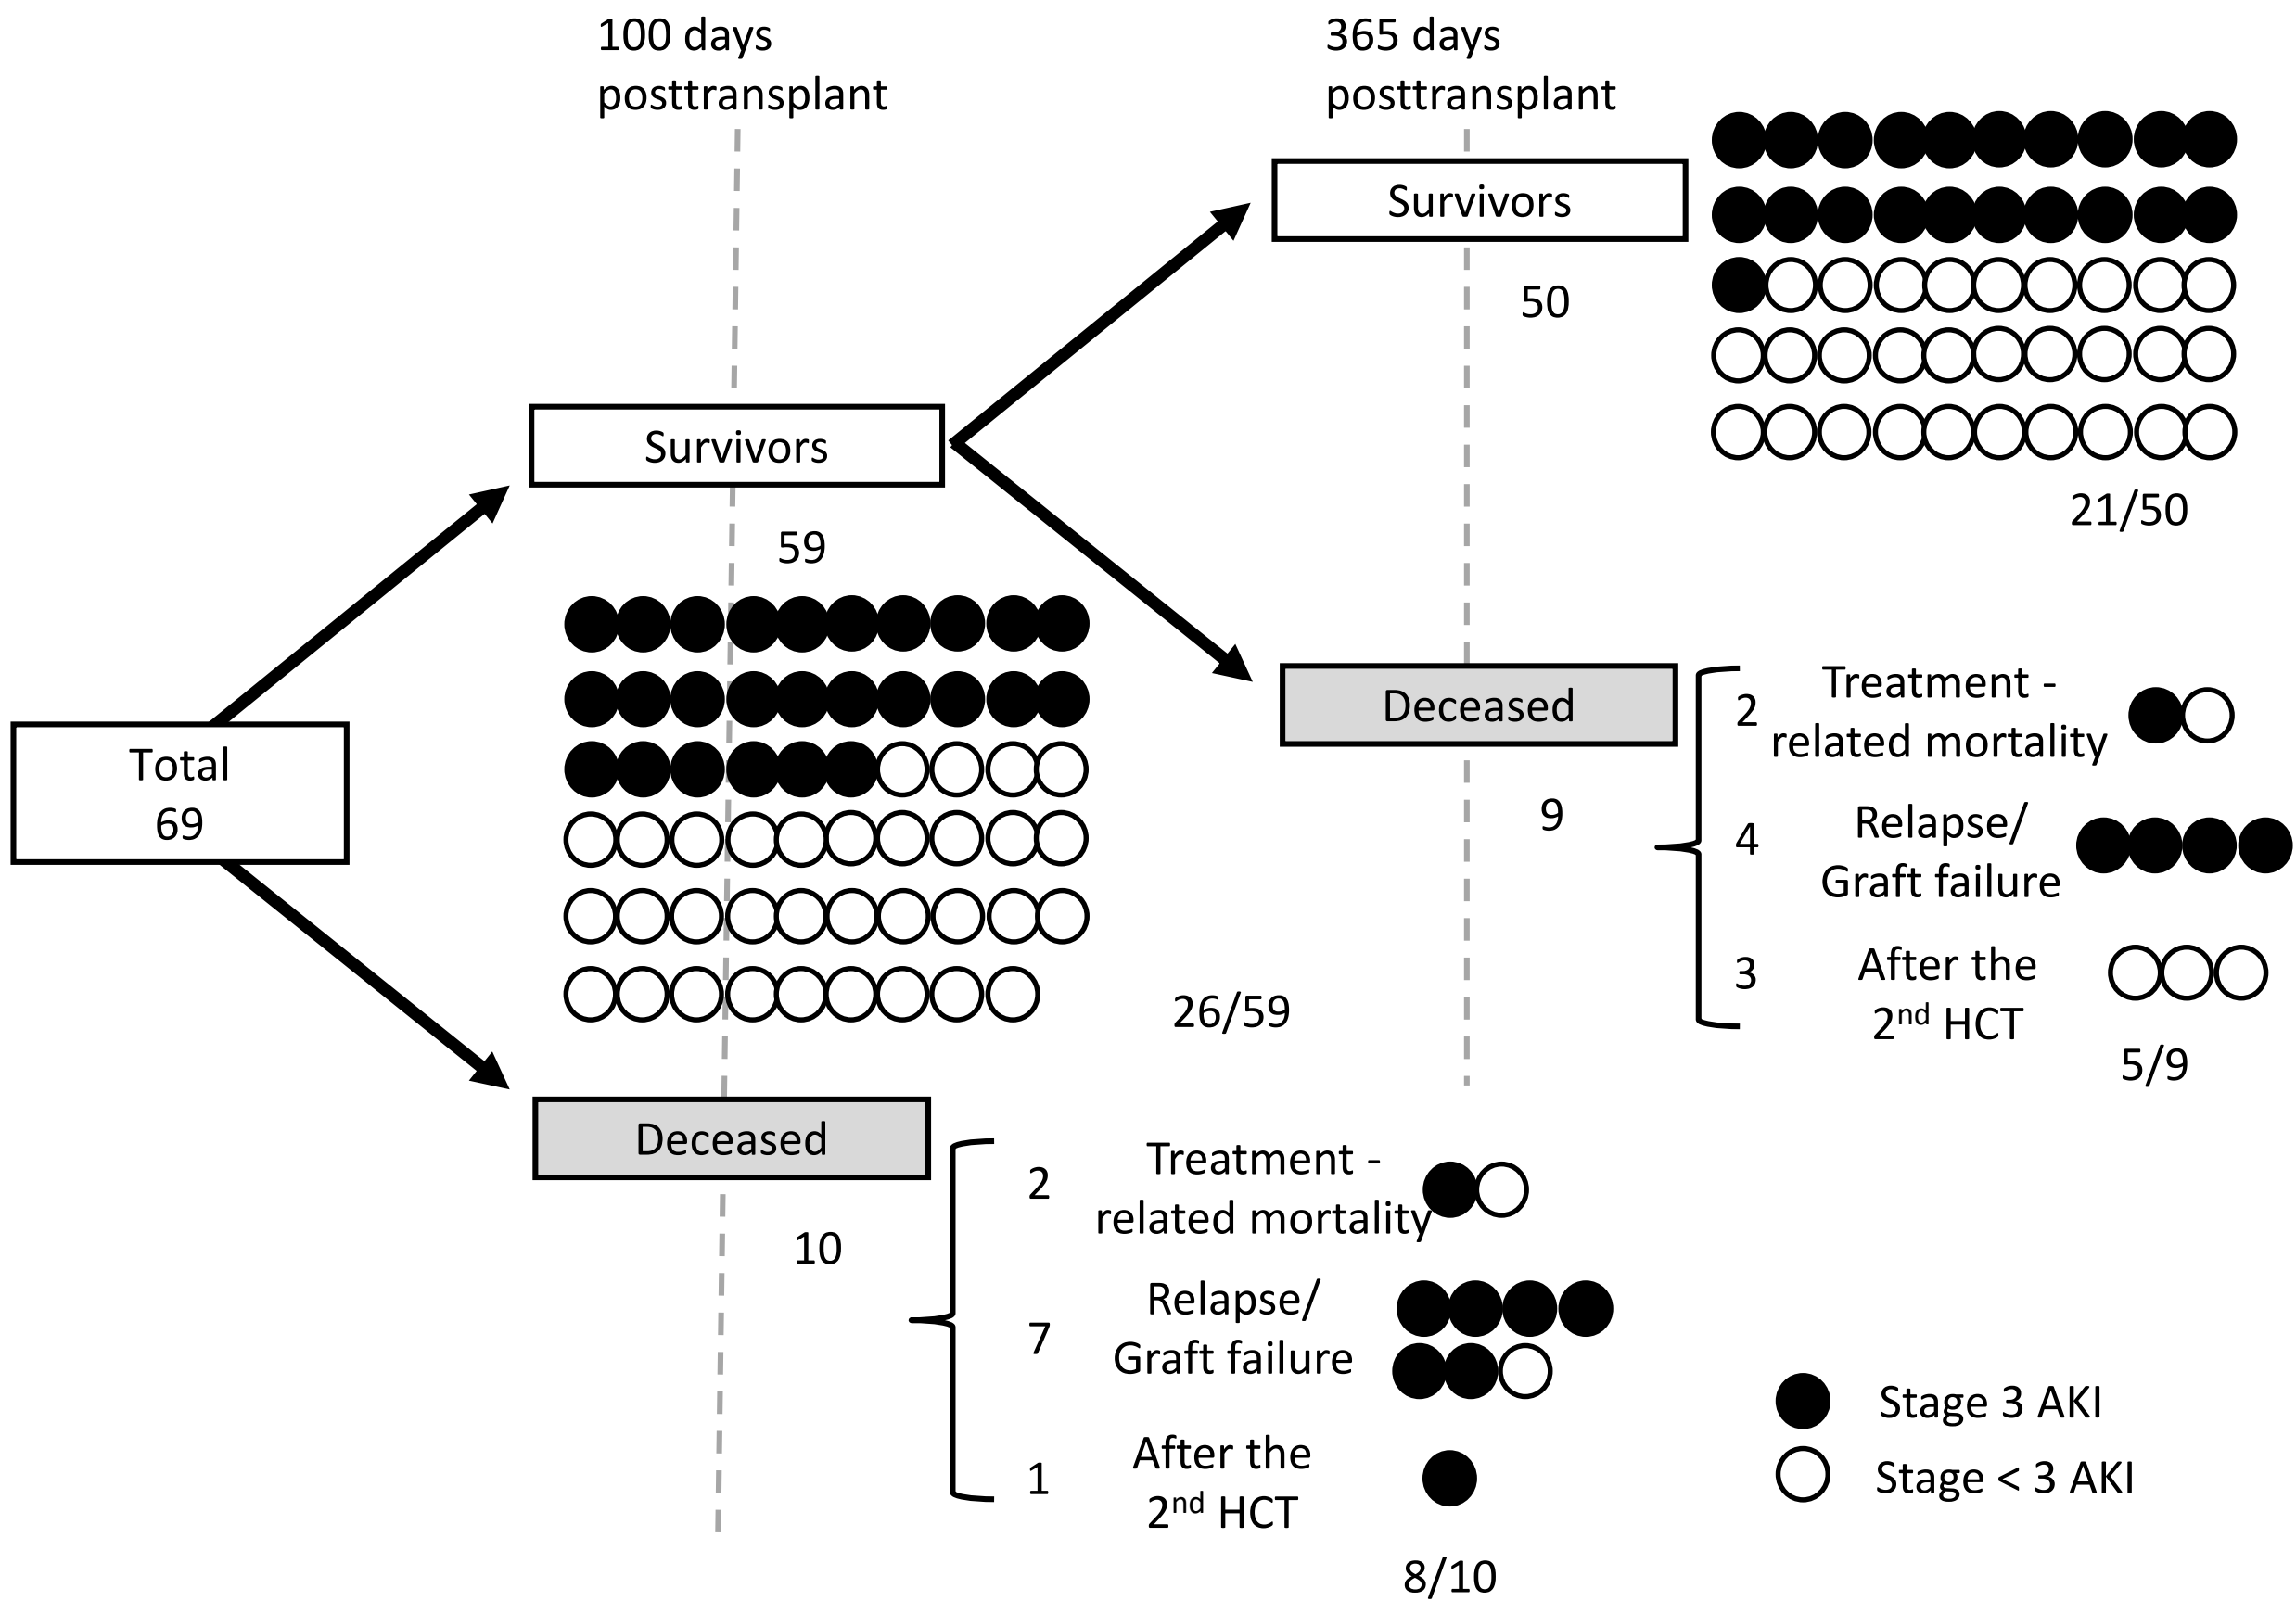 100 days
posttransplant
365 days
posttransplant
Survivors
50
21/50
Survivors
59
26/59
Total
69
Deceased
9
2
Treatment -
related mortality
4
Relapse/
Graft failure
3
After the
2nd HCT
5/9
Deceased
10
2
Treatment -
related mortality
7
Relapse/
Graft failure
1
After the
2nd HCT
8/10
Stage 3 AKI
Stage < 3 AKI